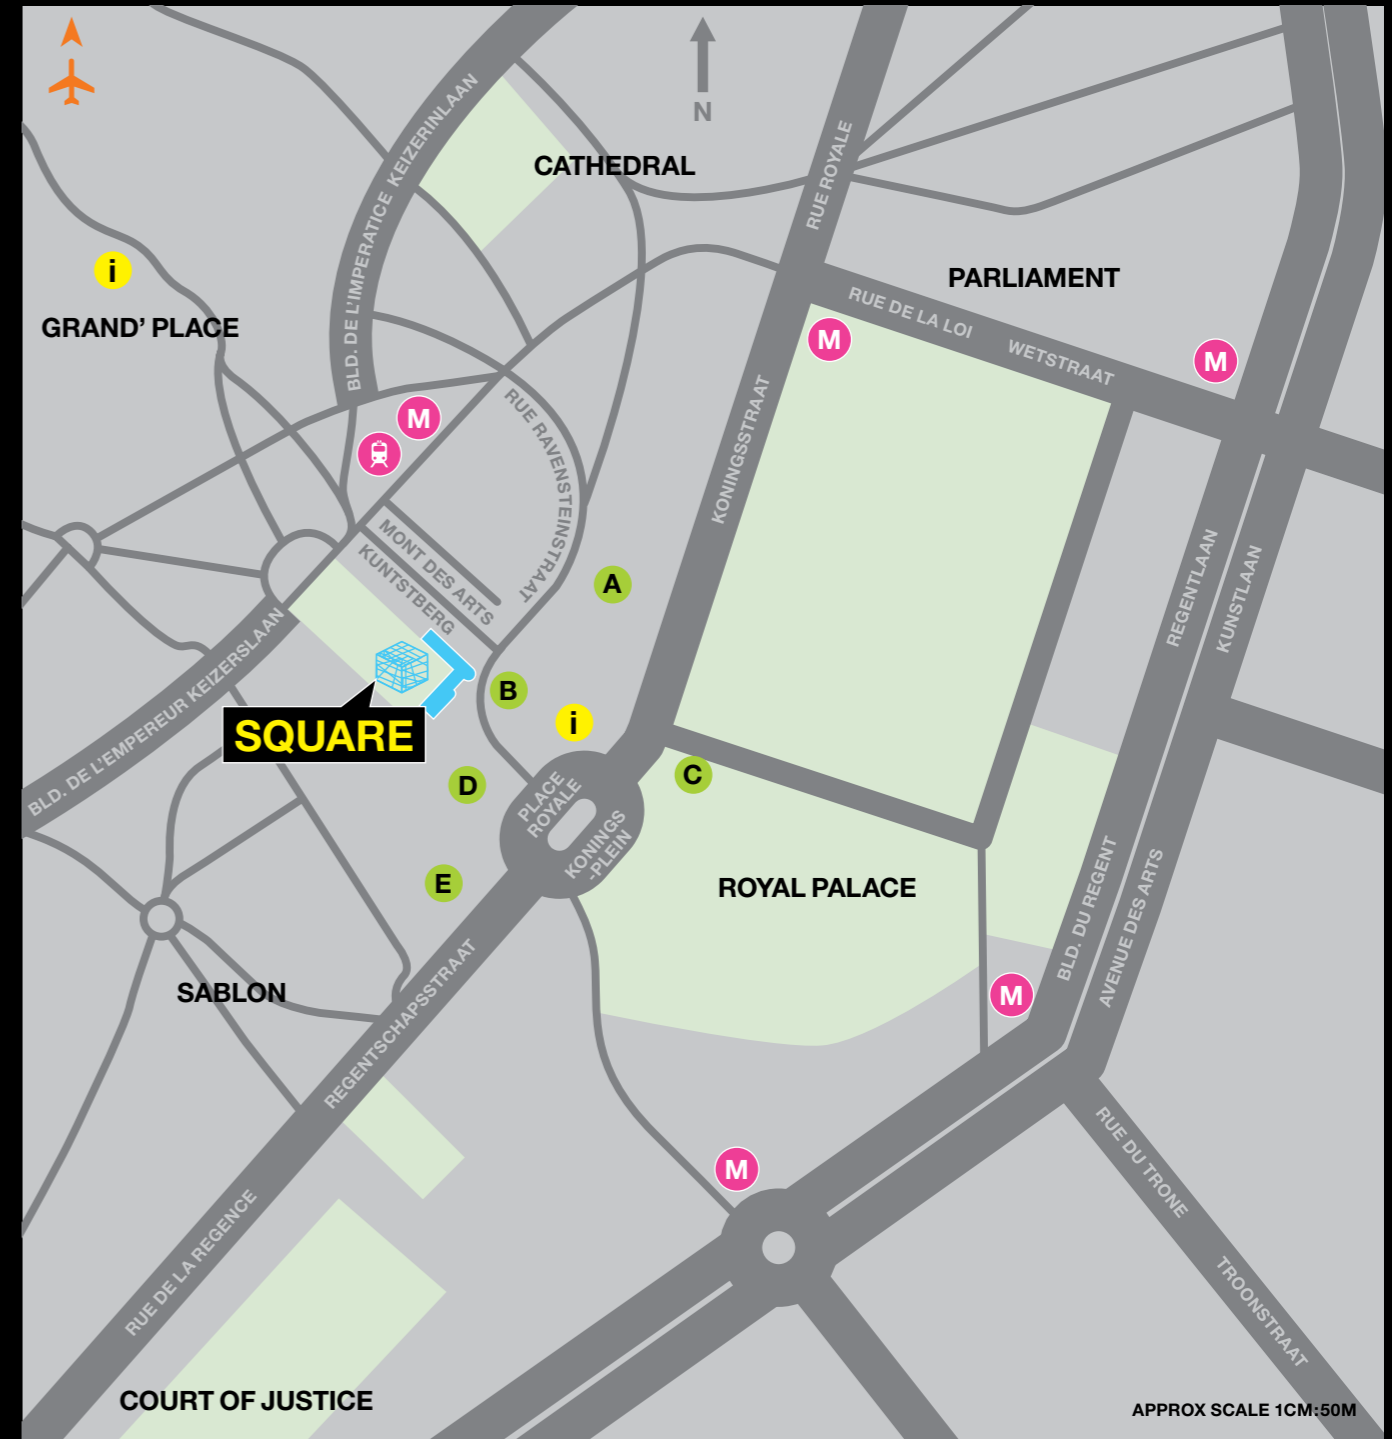 N
CATHEDRAL
RUE ROYALE
BLD. DE L'IMPERATICE KEIZERINLAAN
i
GRAND' PLACE
PARLIAMENT
RUE DE LA LOI WETSTRAAT
M
M
M
KONINGSSTRAAT
RUE RAVENSTEINSTRAAT
MONT DES ARTS
KUNTSTBERG
A
REGENTLAAN
KUNSTLAAN
BLD. DE L'EMPEREUR KEIZERSLAAN
SQUARE
B
i
C
D
PLACE
ROYALE
KONINGS
-PLEIN
E
ROYAL PALACE
BLD. DU REGENT
AVENUE DES ARTS
SABLON
M
REGENTSCHAPSSTRAAT
M
RUE DU TRONE
TROONSTRAAT
RUE DE LA REGENCE
COURT OF JUSTICE
APPROX SCALE 1CM:50M